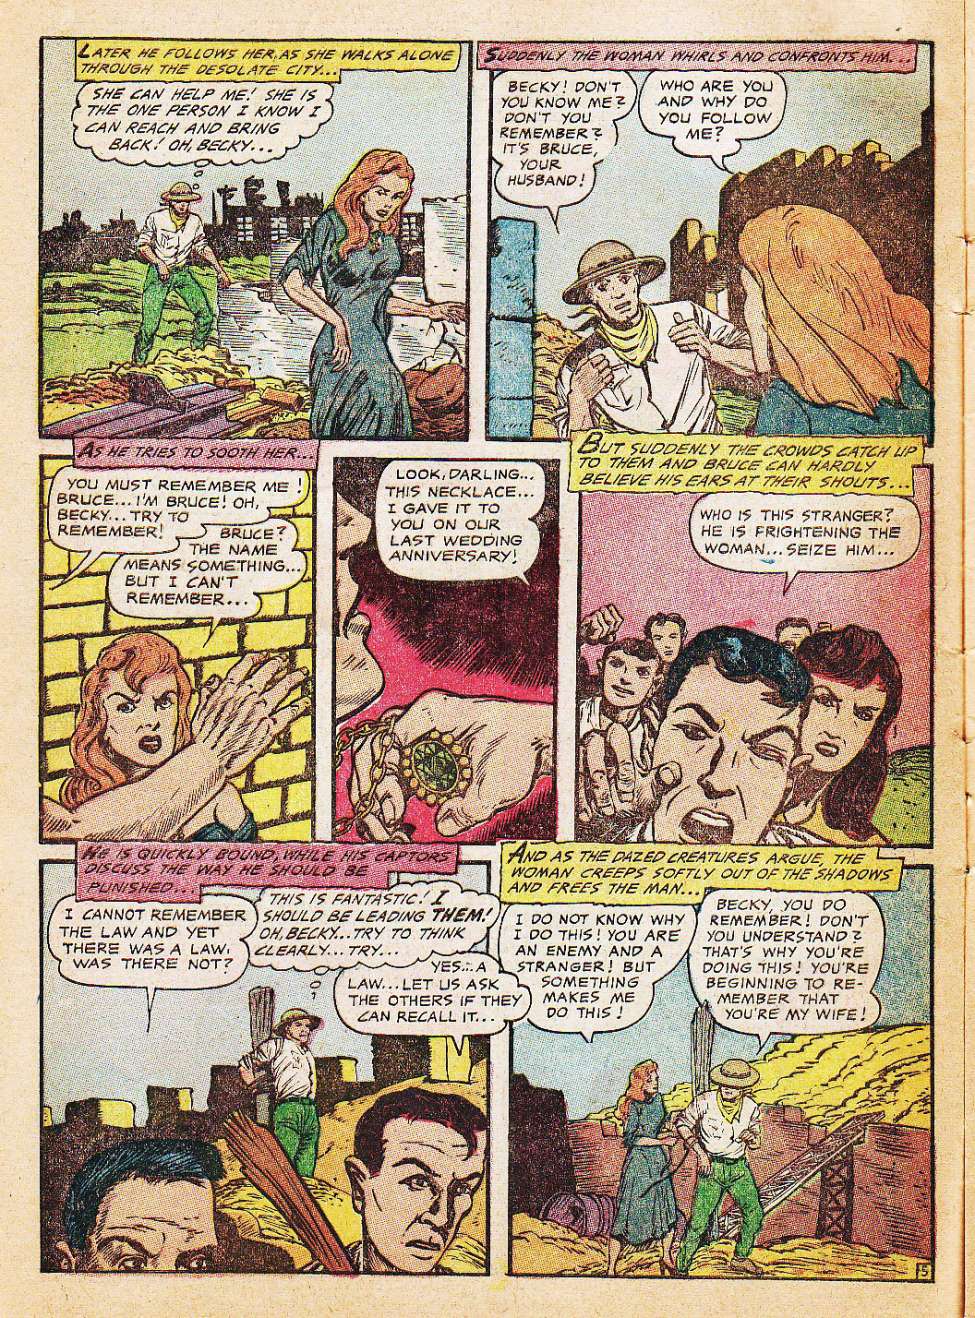 LATER HE FOLLOWS HER, AS SHE WALKS ALONE
THROUGH THE DESOLATE CITY...
SHE CAN HELP ME! SHE IS
THE ONE PERSON I KNOW I
CAN REACH AND BRING
BACK! OH, BECKY...
SUDDENLY THE WOMAN WHIRLS AND CONFRONTS HIM...
BECKY! DON'T
YOU KNOW ME?
DON'T YOU
REMEMBER?
IT'S BRUCE,
YOUR
HUSBAND!
WHO ARE YOU
AND WHY DO
YOU FOLLOW
ME?
AS HE TRIES TO SOOTH HER...
YOU MUST REMEMBER ME!
BRUCE...I'M BRUCE! OH,
BECKY...TRY TO
REMEMBER!
BRUCE?
THE NAME
MEANS SOMETHING...
BUT I CAN'T
REMEMBER...
LOOK, DARLING...
THIS NECKLACE...
I GAVE IT TO
YOU ON OUR
LAST WEDDING
ANNIVERSARY!
BUT SUDDENLY THE CROWDS CATCH UP
TO THEM AND BRUCE CAN HARDLY
BELIEVE HIS EARS AT THEIR SHOUTS...
WHO IS THIS STRANGER?
HE IS FRIGHTENING THE
WOMAN... SEIZE HIM...
HE IS QUICKLY BOUND, WHILE HIS CAPTORS
DISCUSS THE WAY HE SHOULD BE
PUNISHED...
I CANNOT REMEMBER
THE LAW AND YET
THERE WAS A LAW,
WAS THERE NOT?
THIS IS FANTASTIC! I
SHOULD BE LEADING THEM!
OH, BECKY...TRY TO THINK
CLEARLY...TRY...
YES...A
LAW...LET US ASK
THE OTHERS IF THEY
CAN RECALL IT...
AND AS THE DAZED CREATURES ARGUE, THE
WOMAN CREEPS SOFTLY OUT OF THE SHADOWS
AND FREES THE MAN...
I DO NOT KNOW WHY
I DO THIS! YOU ARE
AN ENEMY AND A
STRANGER! BUT
SOMETHING
MAKES ME
DO THIS!
BECKY, YOU DO
REMEMBER! DON'T
YOU UNDERSTAND?
THAT'S WHY YOU'RE
DOING THIS! YOU'RE
BEGINNING TO RE-
MEMBER THAT
YOU'RE MY WIFE!
5